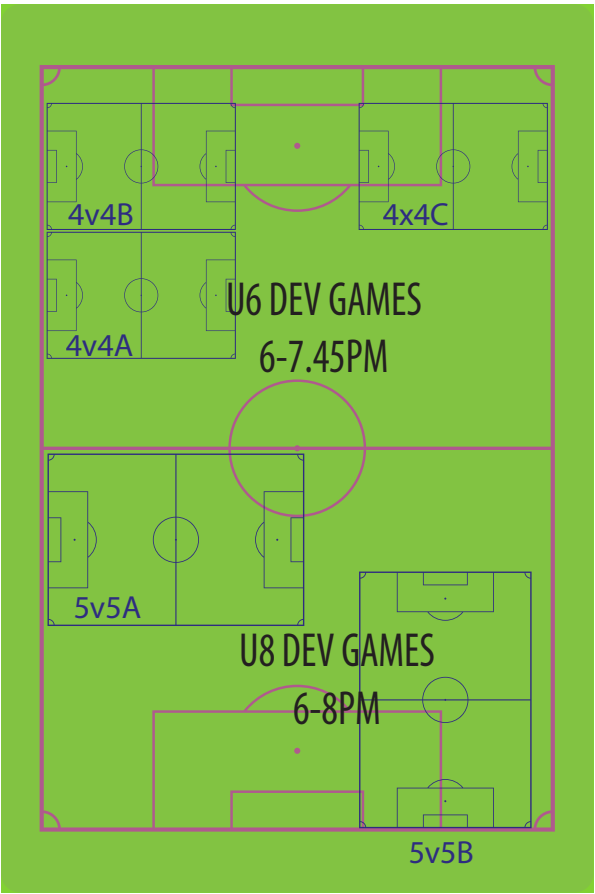 4v4B
4x4C
4v4A
U6 DEV GAMES
6-7.45PM
5v5A
U8 DEV GAMES
6-8PM
5v5B